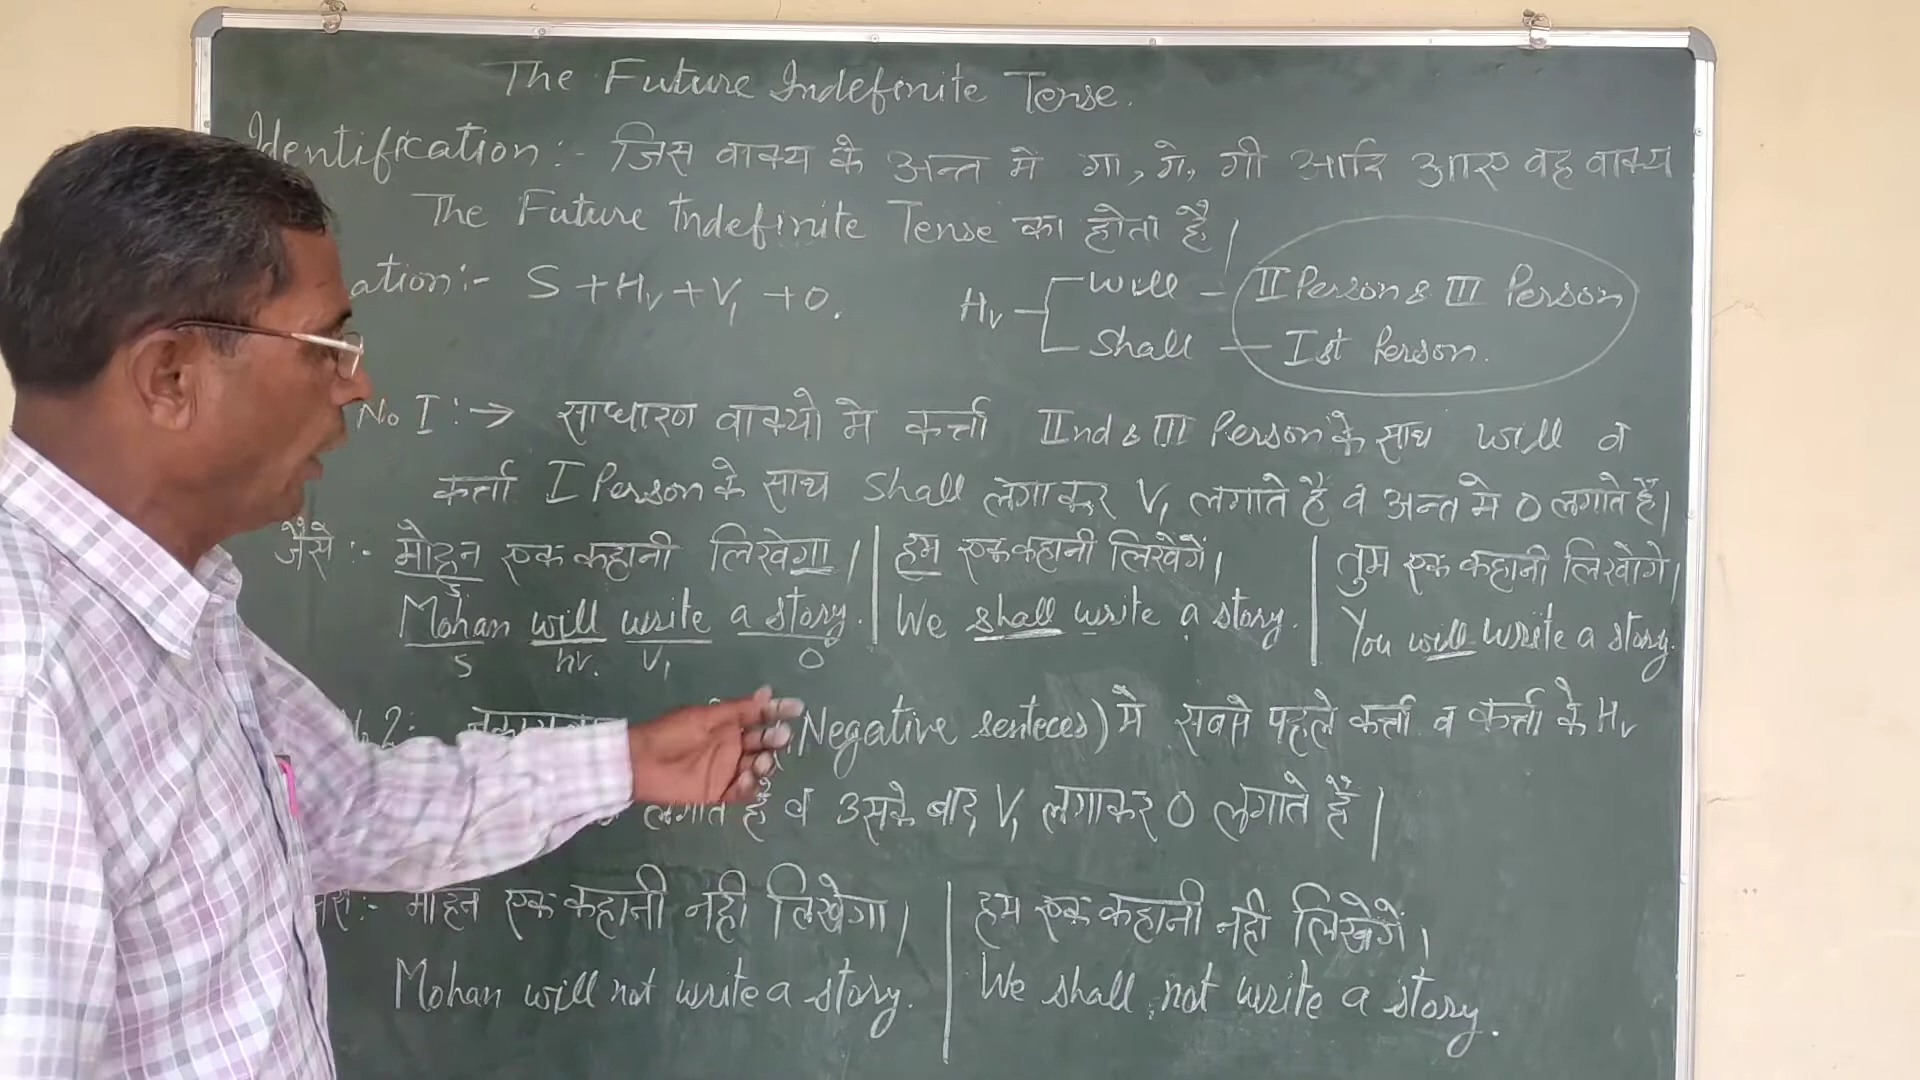 The Future Indefinite Tense.
Identification:- जिस वाक्य के अन्त मे गा, गे, गी आदि आए वह वाक्य
The Future Indefinite Tense का होता है|
ation:- S + Hv + V1 + O.
Hv
will - II Person & III Person
Shall - Ist Person.
No I :→ साधारण वाक्यो मे कर्त्ता IInd & III Person के साथ will व
कर्त्ता I Person के साथ Shall लगाकर V1 लगाते है व अन्त मे O लगाते है|
जैसे:- मोहन एक कहानी लिखेगा| हम एक कहानी लिखेगें| तुम एक कहानी लिखोगे|
S
Mohan will write a story. We shall write a story. You will write a story.
S hv. V1 O
2: (Negative senteces) मे सबसे पहले कर्त्ता व कर्त्ता के Hv
लगाते है व उसके बाद V1 लगाकर O लगाते है|
मोहन एक कहानी नही लिखेगा| हम एक कहानी नही लिखेगें|
Mohan will not write a story. We shall not write a story.